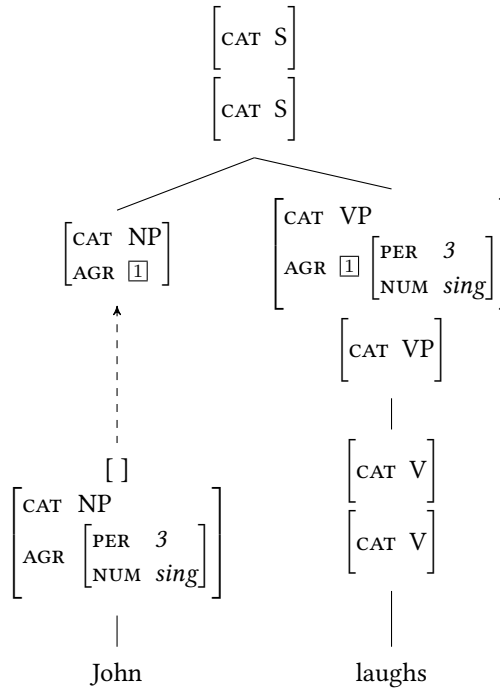 CAT S
CAT S
CAT NP
AGR 1
CAT VP
AGR 1 PER 3
NUM sing
CAT VP
[ ]
CAT NP
AGR PER 3
NUM sing
CAT V
CAT V
John laughs